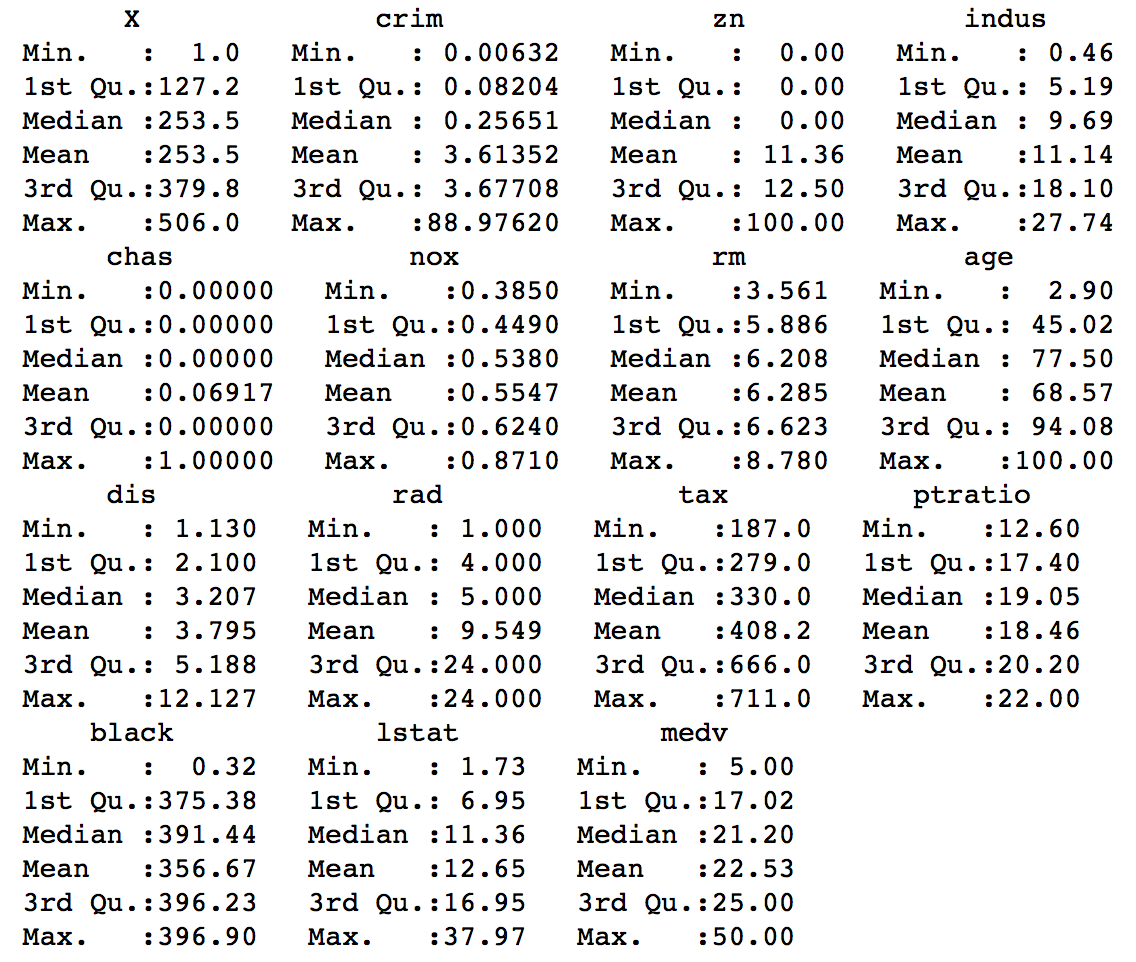 X crim zn indus
Min. : 1.0 Min. : 0.00632 Min. : 0.00 Min. : 0.46
1st Qu.:127.2 1st Qu.: 0.08204 1st Qu.: 0.00 1st Qu.: 5.19
Median :253.5 Median : 0.25651 Median : 0.00 Median : 9.69
Mean :253.5 Mean : 3.61352 Mean : 11.36 Mean :11.14
3rd Qu.:379.8 3rd Qu.: 3.67708 3rd Qu.: 12.50 3rd Qu.:18.10
Max. :506.0 Max. :88.97620 Max. :100.00 Max. :27.74
chas nox rm age
Min. :0.00000 Min. :0.3850 Min. :3.561 Min. : 2.90
1st Qu.:0.00000 1st Qu.:0.4490 1st Qu.:5.886 1st Qu.: 45.02
Median :0.00000 Median :0.5380 Median :6.208 Median : 77.50
Mean :0.06917 Mean :0.5547 Mean :6.285 Mean : 68.57
3rd Qu.:0.00000 3rd Qu.:0.6240 3rd Qu.:6.623 3rd Qu.: 94.08
Max. :1.00000 Max. :0.8710 Max. :8.780 Max. :100.00
dis rad tax ptratio
Min. : 1.130 Min. : 1.000 Min. :187.0 Min. :12.60
1st Qu.: 2.100 1st Qu.: 4.000 1st Qu.:279.0 1st Qu.:17.40
Median : 3.207 Median : 5.000 Median :330.0 Median :19.05
Mean : 3.795 Mean : 9.549 Mean :408.2 Mean :18.46
3rd Qu.: 5.188 3rd Qu.:24.000 3rd Qu.:666.0 3rd Qu.:20.20
Max. :12.127 Max. :24.000 Max. :711.0 Max. :22.00
black lstat medv
Min. : 0.32 Min. : 1.73 Min. : 5.00
1st Qu.:375.38 1st Qu.: 6.95 1st Qu.:17.02
Median :391.44 Median :11.36 Median :21.20
Mean :356.67 Mean :12.65 Mean :22.53
3rd Qu.:396.23 3rd Qu.:16.95 3rd Qu.:25.00
Max. :396.90 Max. :37.97 Max. :50.00